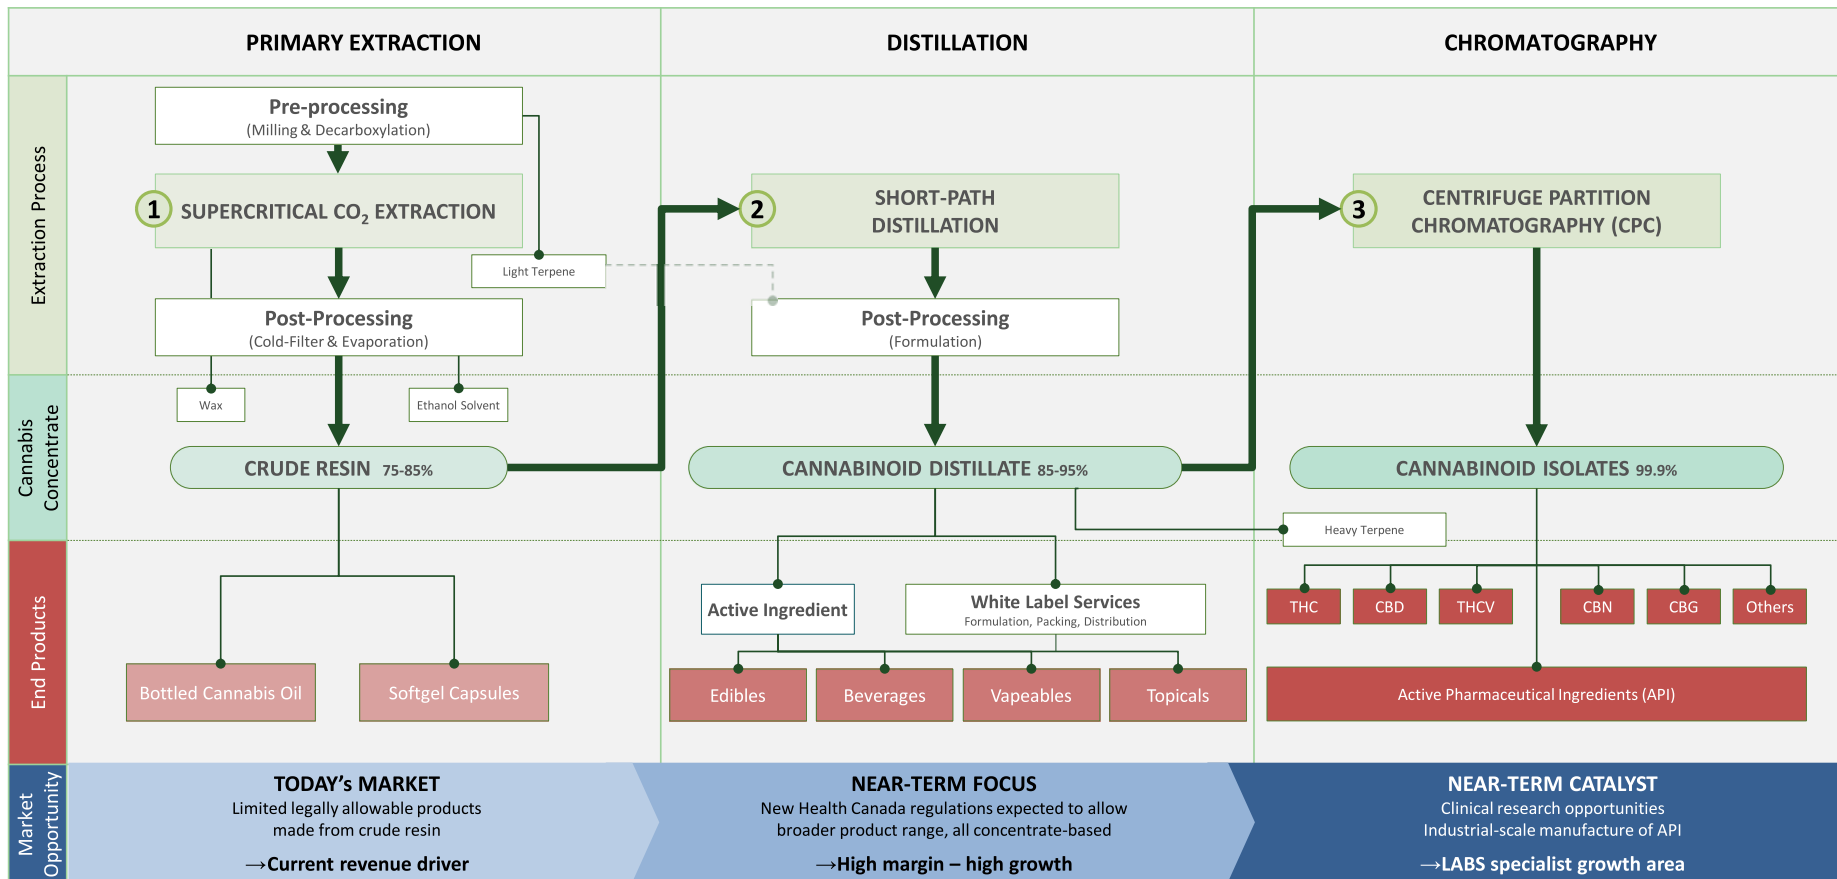 PRIMARY EXTRACTION
DISTILLATION
CHROMATOGRAPHY
Extraction Process
Pre-processing
(Milling & Decarboxylation)
1
SUPERCRITICAL CO₂ EXTRACTION
Light Terpene
Post-Processing
(Cold-Filter & Evaporation)
2
SHORT-PATH
DISTILLATION
Post-Processing
(Formulation)
3
CENTRIFUGE PARTITION
CHROMATOGRAPHY (CPC)
Cannabis
Concentrate
Wax
Ethanol Solvent
CRUDE RESIN 75-85%
CANNABINOID DISTILLATE 85-95%
CANNABINOID ISOLATES 99.9%
Heavy Terpene
End Products
Bottled Cannabis Oil
Softgel Capsules
Active Ingredient
White Label Services
Formulation, Packing, Distribution
Edibles
Beverages
Vapeables
Topicals
THC
CBD
THCV
CBN
CBG
Others
Active Pharmaceutical Ingredients (API)
Market
Opportunity
TODAY's MARKET
Limited legally allowable products
made from crude resin
→Current revenue driver
NEAR-TERM FOCUS
New Health Canada regulations expected to allow
broader product range, all concentrate-based
→High margin – high growth
NEAR-TERM CATALYST
Clinical research opportunities
Industrial-scale manufacture of API
→LABS specialist growth area